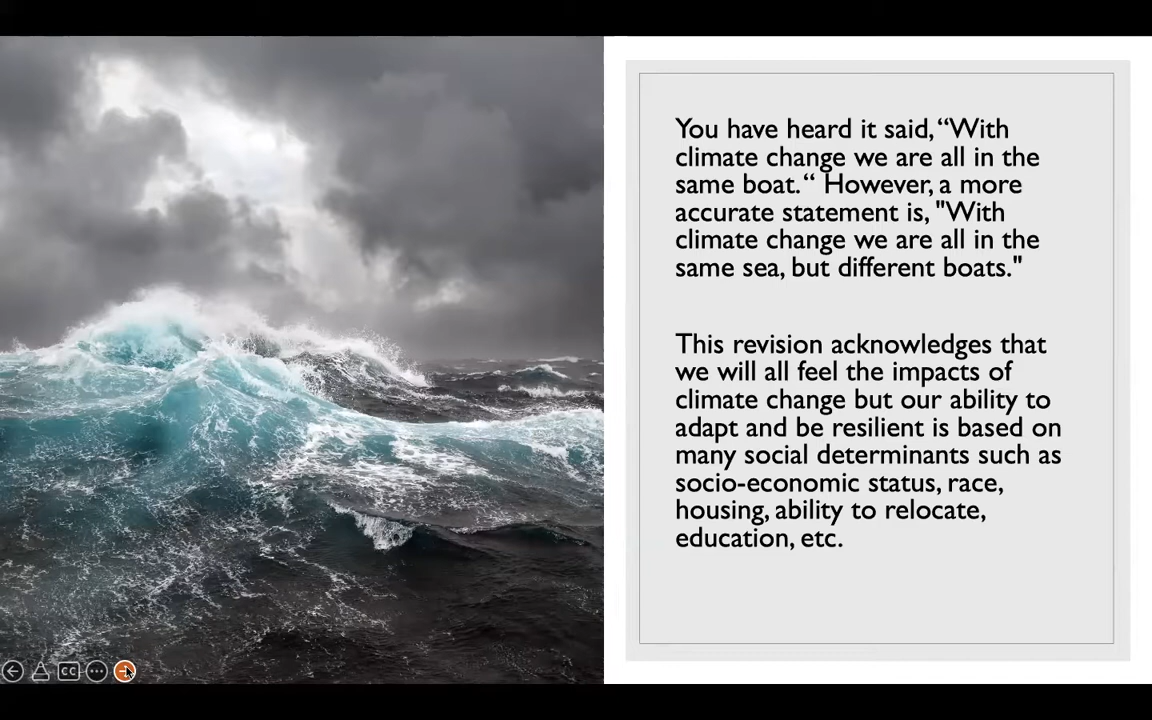 You have heard it said, “With
climate change we are all in the
same boat.“ However, a more
accurate statement is, "With
climate change we are all in the
same sea, but different boats."
This revision acknowledges that
we will all feel the impacts of
climate change but our ability to
adapt and be resilient is based on
many social determinants such as
socio-economic status, race,
housing, ability to relocate,
education, etc.
CC